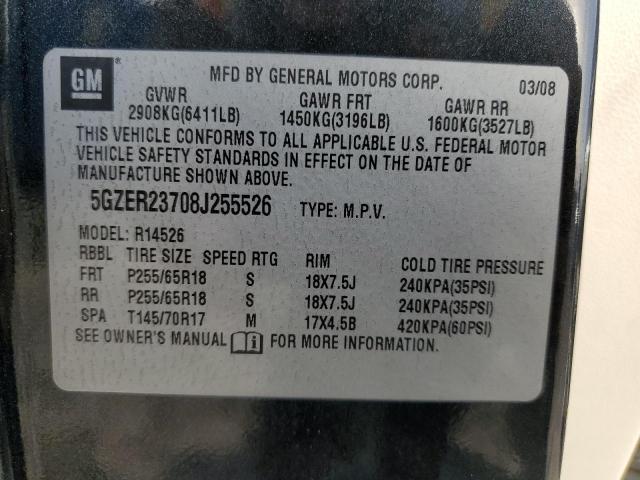 GM ® MFD BY GENERAL MOTORS CORP. 03/08
GVWR GAWR FRT GAWR RR
2908KG(6411LB) 1450KG(3196LB) 1600KG(3527LB)
THIS VEHICLE CONFORMS TO ALL APPLICABLE U.S. FEDERAL MOTOR
VEHICLE SAFETY STANDARDS IN EFFECT ON THE DATE OF
MANUFACTURE SHOWN ABOVE.
5GZER23708J255526 TYPE: M.P.V.
MODEL: R14526
RBBL TIRE SIZE SPEED RTG RIM COLD TIRE PRESSURE
FRT P255/65R18 S 18X7.5J 240KPA(35PSI)
RR P255/65R18 S 18X7.5J 240KPA(35PSI)
SPA T145/70R17 M 17X4.5B 420KPA(60PSI)
SEE OWNER'S MANUAL i FOR MORE INFORMATION.